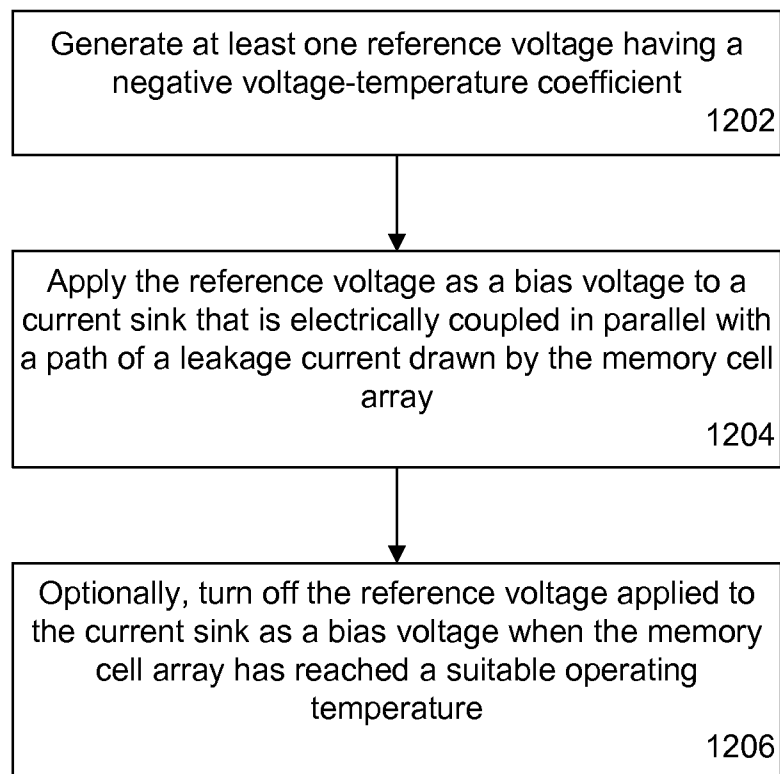 Generate at least one reference voltage having a
negative voltage-temperature coefficient
1202
Apply the reference voltage as a bias voltage to a
current sink that is electrically coupled in parallel with
a path of a leakage current drawn by the memory cell
array
1204
Optionally, turn off the reference voltage applied to
the current sink as a bias voltage when the memory
cell array has reached a suitable operating
temperature
1206